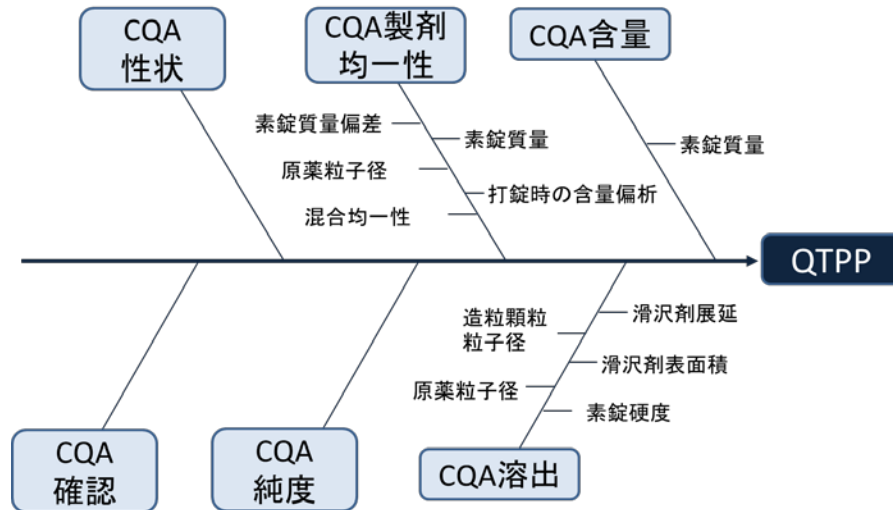 CQA
性状
CQA製剤
均一性
CQA含量
素錠質量偏差
素錠質量
素錠質量
原薬粒子径
打錠時の含量偏析
混合均一性
QTPP
造粒顆粒
粒子径
滑沢剤展延
滑沢剤表面積
原薬粒子径
素錠硬度
CQA
確認
CQA
純度
CQA溶出